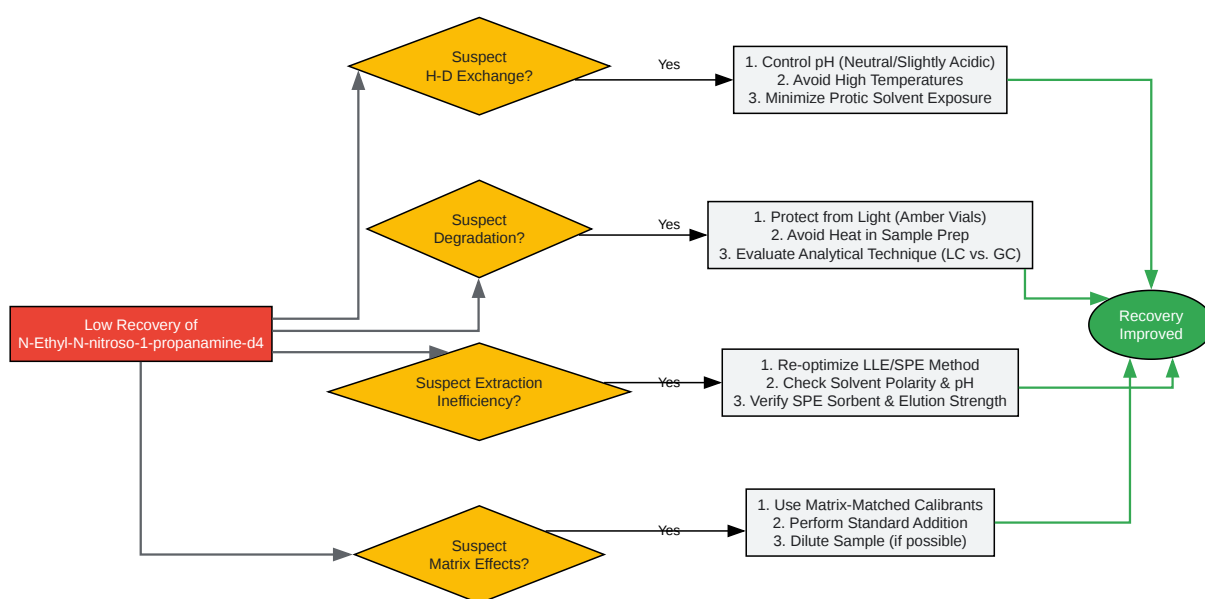 Suspect
H-D Exchange?
Yes
1. Control pH (Neutral/Slightly Acidic)
2. Avoid High Temperatures
3. Minimize Protic Solvent Exposure
Suspect
Degradation?
Yes
1. Protect from Light (Amber Vials)
2. Avoid Heat in Sample Prep
3. Evaluate Analytical Technique (LC vs. GC)
Low Recovery of
N-Ethyl-N-nitroso-1-propanamine-d4
Recovery
Improved
Suspect Extraction
Inefficiency?
Yes
1. Re-optimize LLE/SPE Method
2. Check Solvent Polarity & pH
3. Verify SPE Sorbent & Elution Strength
Suspect
Matrix Effects?
Yes
1. Use Matrix-Matched Calibrants
2. Perform Standard Addition
3. Dilute Sample (if possible)